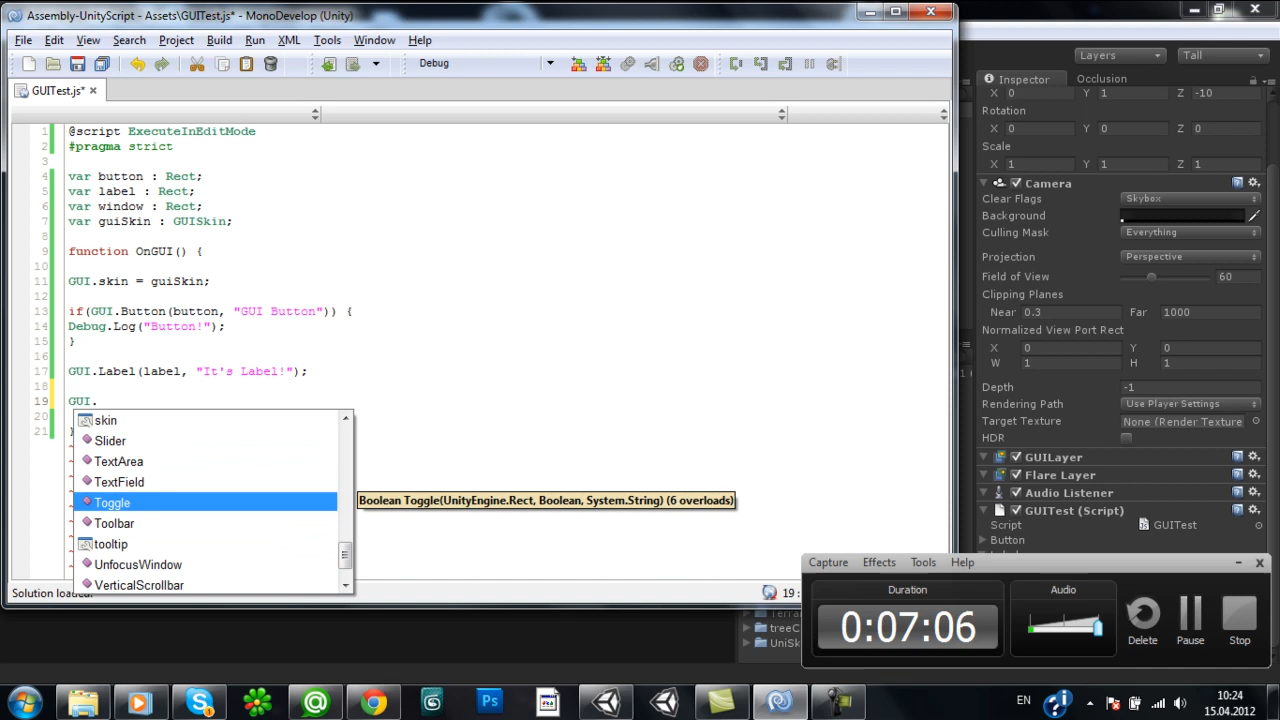 Assembly-UnityScript - Assets\GUITest.js* - MonoDevelop (Unity)
File Edit View Search Project Build Run XML Tools Window Help
Debug
GUITest.js* ×
1 @script ExecuteInEditMode
2 #pragma strict
3
4 var button : Rect;
5 var label : Rect;
6 var window : Rect;
7 var guiSkin : GUISkin;
8
9 function OnGUI() {
10
11 GUI.skin = guiSkin;
12
13 if(GUI.Button(button, "GUI Button")) {
14 Debug.Log("Button!");
15 }
16
17 GUI.Label(label, "It's Label!");
18
19 GUI.
20
21
skin
Slider
TextArea
TextField
Toggle
Boolean Toggle(UnityEngine.Rect, Boolean, System.String) (6 overloads)
Toolbar
tooltip
UnfocusWindow
VerticalScrollbar
Solution loaded.
19 :
Layers Tall
Inspector Occlusion
X 0 Y 1 Z -10
Rotation
X 0 Y 0 Z 0
Scale
X 1 Y 1 Z 1
Camera
Clear Flags Skybox
Background
Culling Mask Everything
Projection Perspective
Field of View 60
Clipping Planes
Near 0.3 Far 1000
Normalized View Port Rect
X 0 Y 0
W 1 H 1
Depth -1
Rendering Path Use Player Settings
Target Texture None (Render Texture
HDR
GUILayer
Flare Layer
Audio Listener
GUITest (Script)
Script GUITest
Button
Capture Effects Tools Help
Duration Audio
0:07:06
Delete Pause Stop
treeC
UniSk
Ps
EN
10:24
15.04.2012